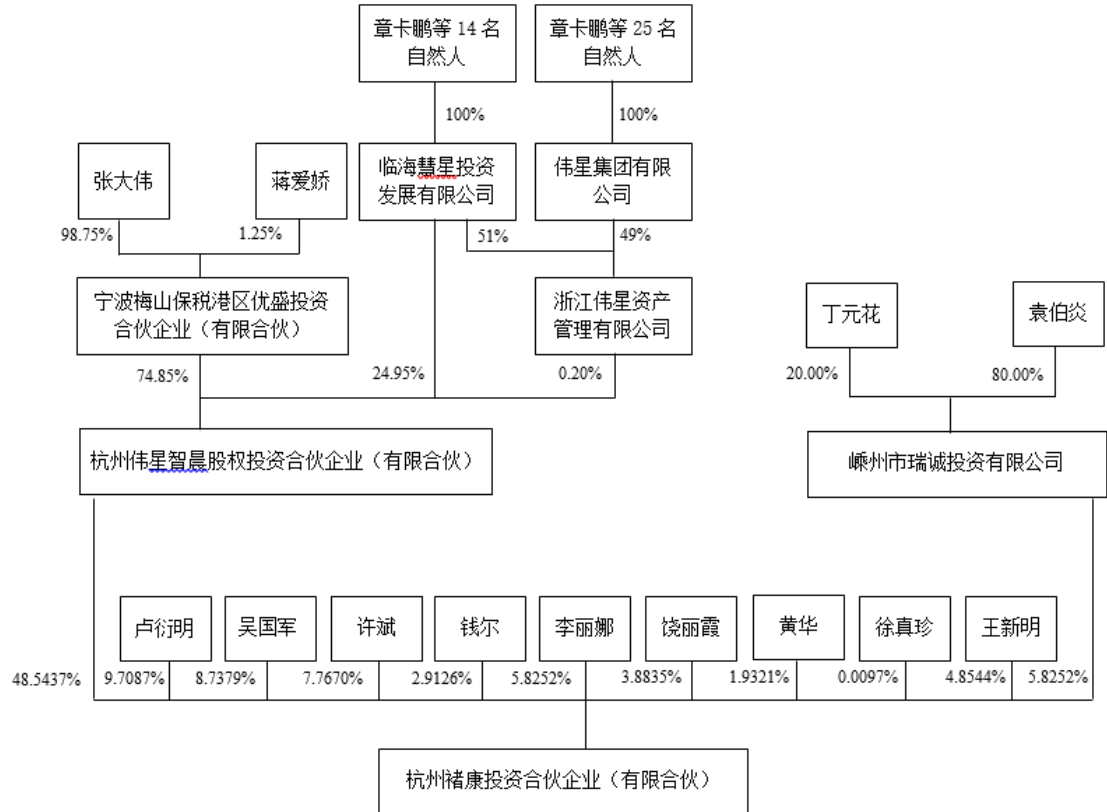 章卡鹏等 14 名
自然人
章卡鹏等 25 名
自然人
100%
100%
张大伟
蒋爱娇
临海慧星投资
发展有限公司
伟星集团有限
公司
98.75%
1.25%
51%
49%
宁波梅山保税港区优盛投资
合伙企业（有限合伙）
浙江伟星资产
管理有限公司
丁元花
袁伯炎
74.85%
24.95%
0.20%
20.00%
80.00%
杭州伟星智晨股权投资合伙企业（有限合伙）
嵊州市瑞诚投资有限公司
卢衍明
吴国军
许斌
钱尔
李丽娜
饶丽霞
黄华
徐真珍
王新明
48.5437%
9.7087%
8.7379%
7.7670%
2.9126%
5.8252%
3.8835%
1.9321%
0.0097%
4.8544%
5.8252%
杭州褚康投资合伙企业（有限合伙）